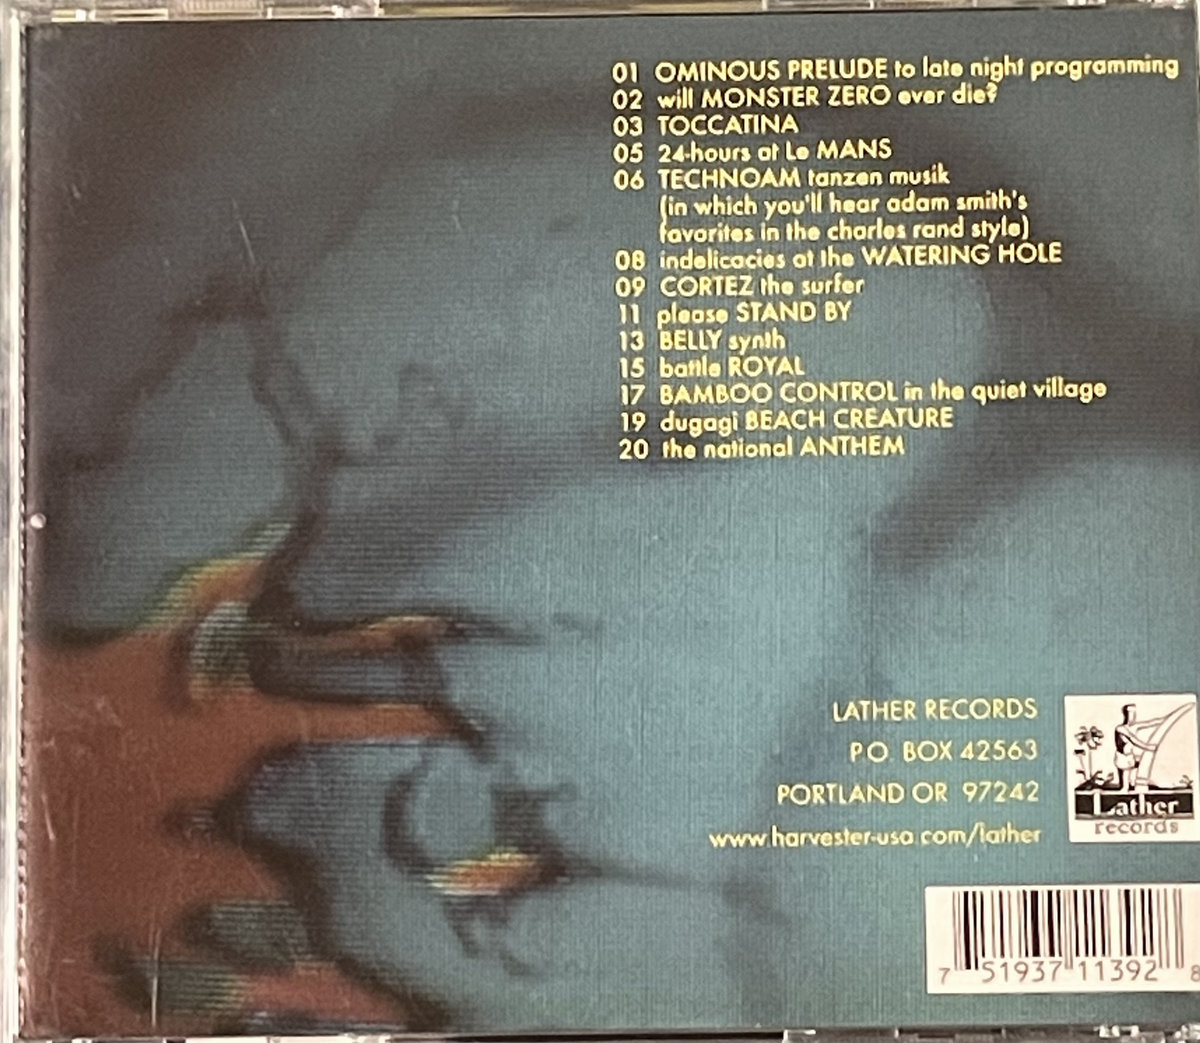 01 OMINOUS PRELUDE to late night programming
02 will MONSTER ZERO ever die?
03 TOCCATINA
05 24-hours at Le MANS
06 TECHNOAM tanzen musik
(in which you'll hear adam smith's
favorites in the charles rand style)
08 indelicacies at the WATERING HOLE
09 CORTEZ the surfer
11 please STAND BY
13 BELLY synth
15 battle ROYAL
17 BAMBOO CONTROL in the quiet village
19 dugagi BEACH CREATURE
20 the national ANTHEM
LATHER RECORDS
P.O. BOX 42563
PORTLAND OR 97242
www.harvester-usa.com/lather
Lather
records
7 51937 11392 8